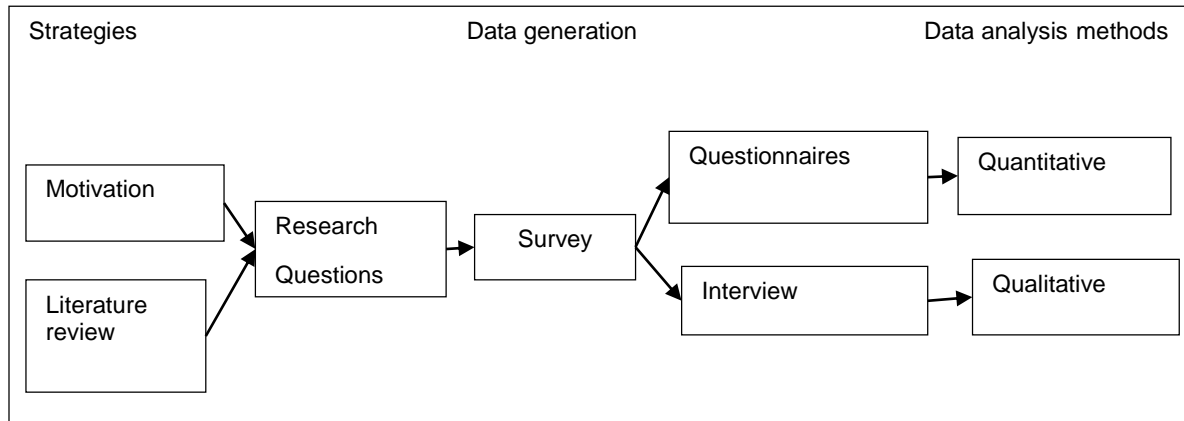 Strategies
Data generation
Data analysis methods
Motivation
Literature
review
Research
Questions
Survey
Questionnaires
Interview
Quantitative
Qualitative